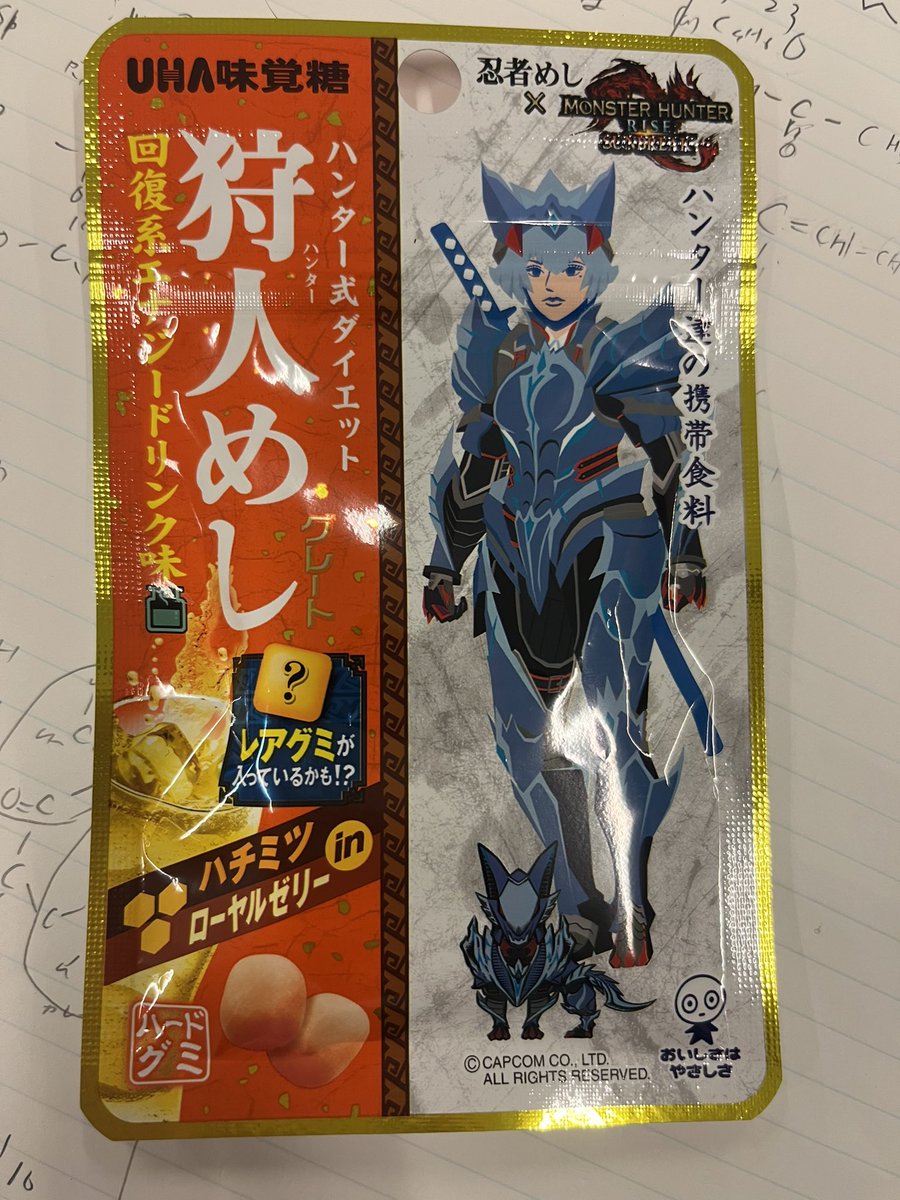 UHA味覚糖
ハンター式ダイエット
狩人めし
ハンター
グレート
回復系エナジードリンク味
?
レアグミが
入っているかも!?
ハチミツ
ローヤルゼリー
in
ハード
グミ
忍者めし
×
MONSTER HUNTER
RISE
SUNBREAK
ハンター達の携帯食料
©CAPCOM CO., LTD.
ALL RIGHTS RESERVED.
おいしさは
やさしさ
23
C4H6O
C=CH-CH
O=C